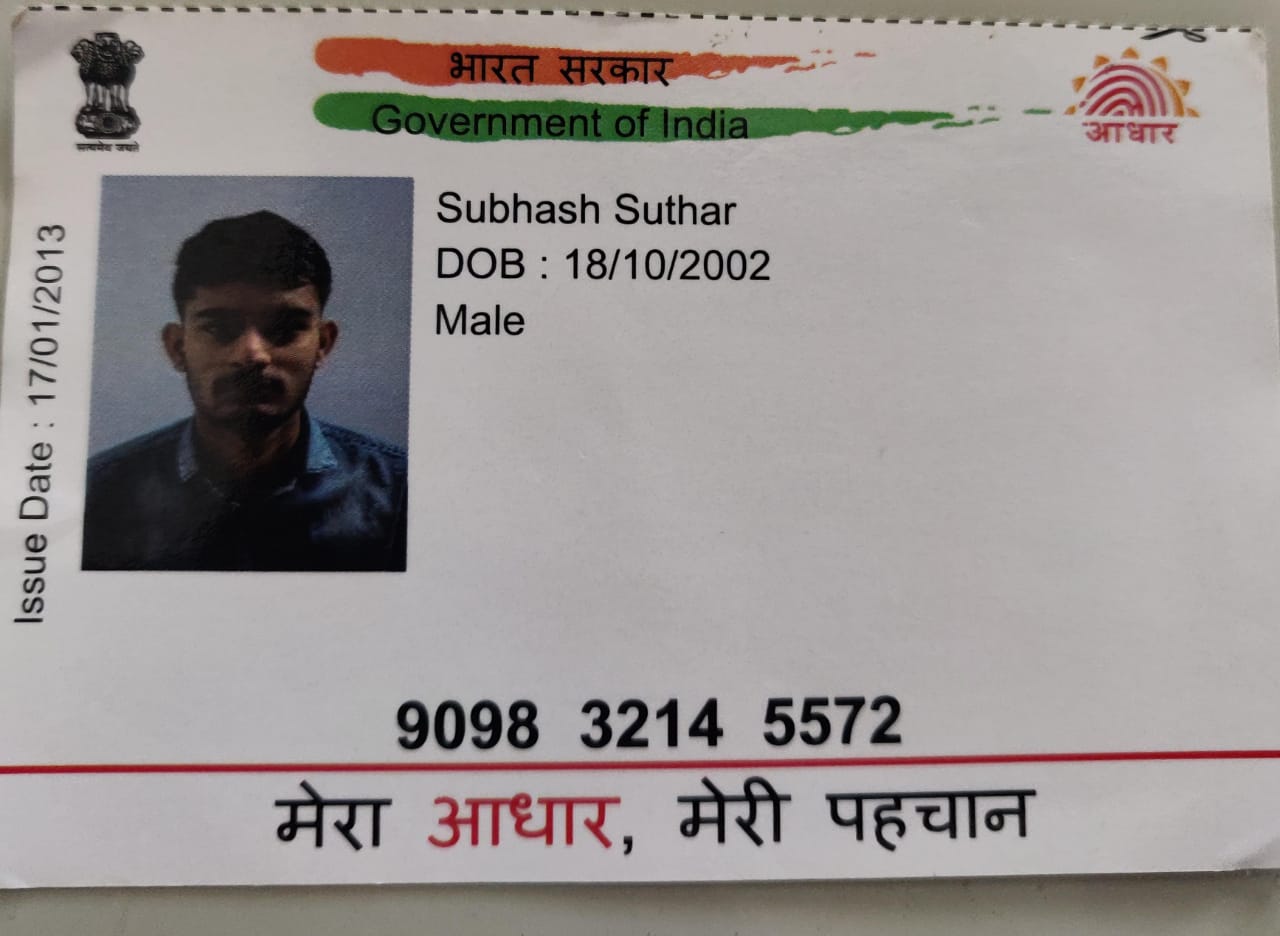 भारत सरकार
Government of India
सत्यमेव जयते
आधार
Issue Date : 17/01/2013
Subhash Suthar
DOB : 18/10/2002
Male
9098 3214 5572
मेरा आधार, मेरी पहचान